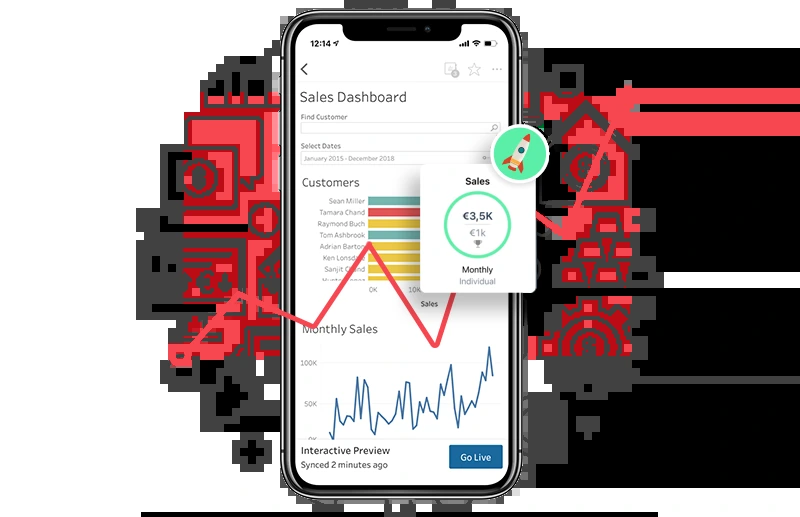 12:14
Sales Dashboard
Find Customer
Select Dates
January 2015 - December 2018
Customers
Sean Miller
Tamara Chand
Raymond Buch
Tom Ashbrook
Adrian Barton
Ken Lonsdale
Sanjit Chand
0K
10K
Sales
Sales
€3,5K
€1k
Monthly
Individual
Monthly Sales
100K
50K
0K
Interactive Preview
Synced 2 minutes ago
Go Live